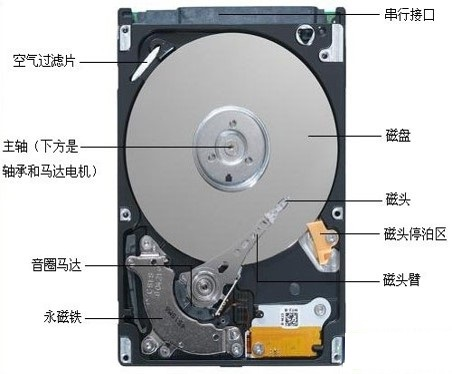 串行接口
空气过滤片
主轴（下方是
轴承和马达电机）
磁盘
磁头
磁头停泊区
音圈马达
磁头臂
永磁铁